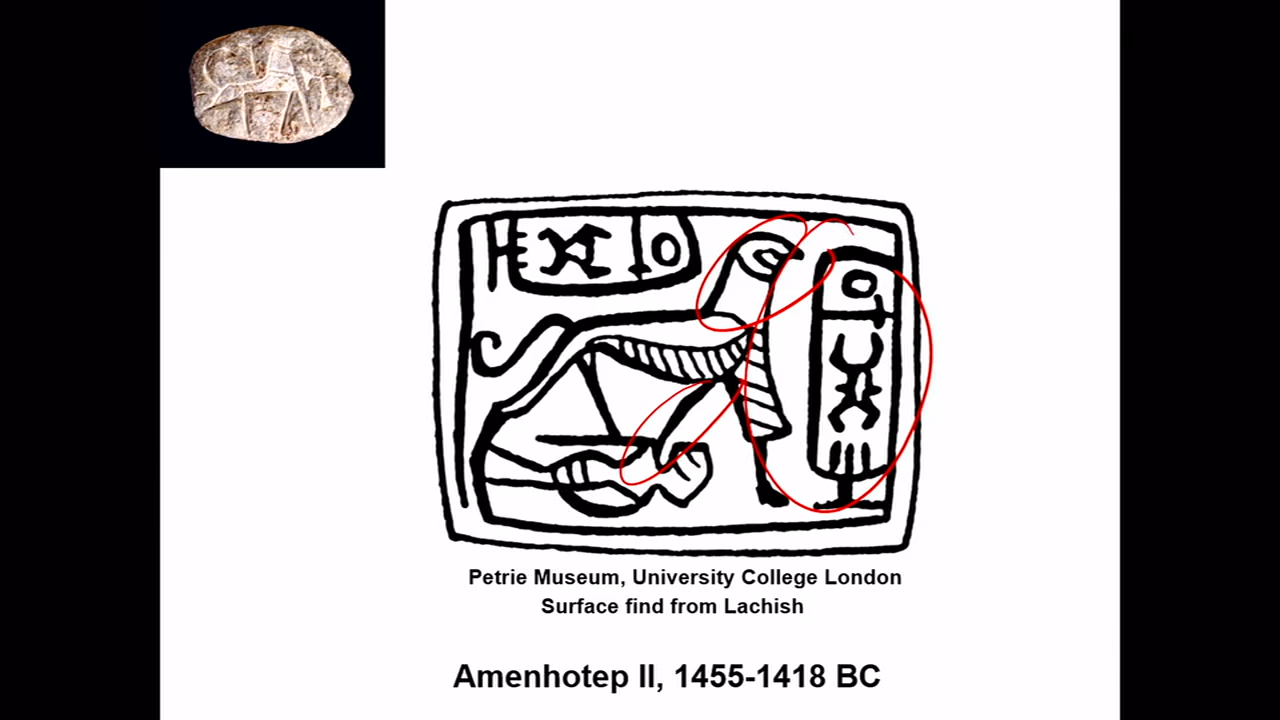 Petrie Museum, University College London
Surface find from Lachish
Amenhotep II, 1455-1418 BC